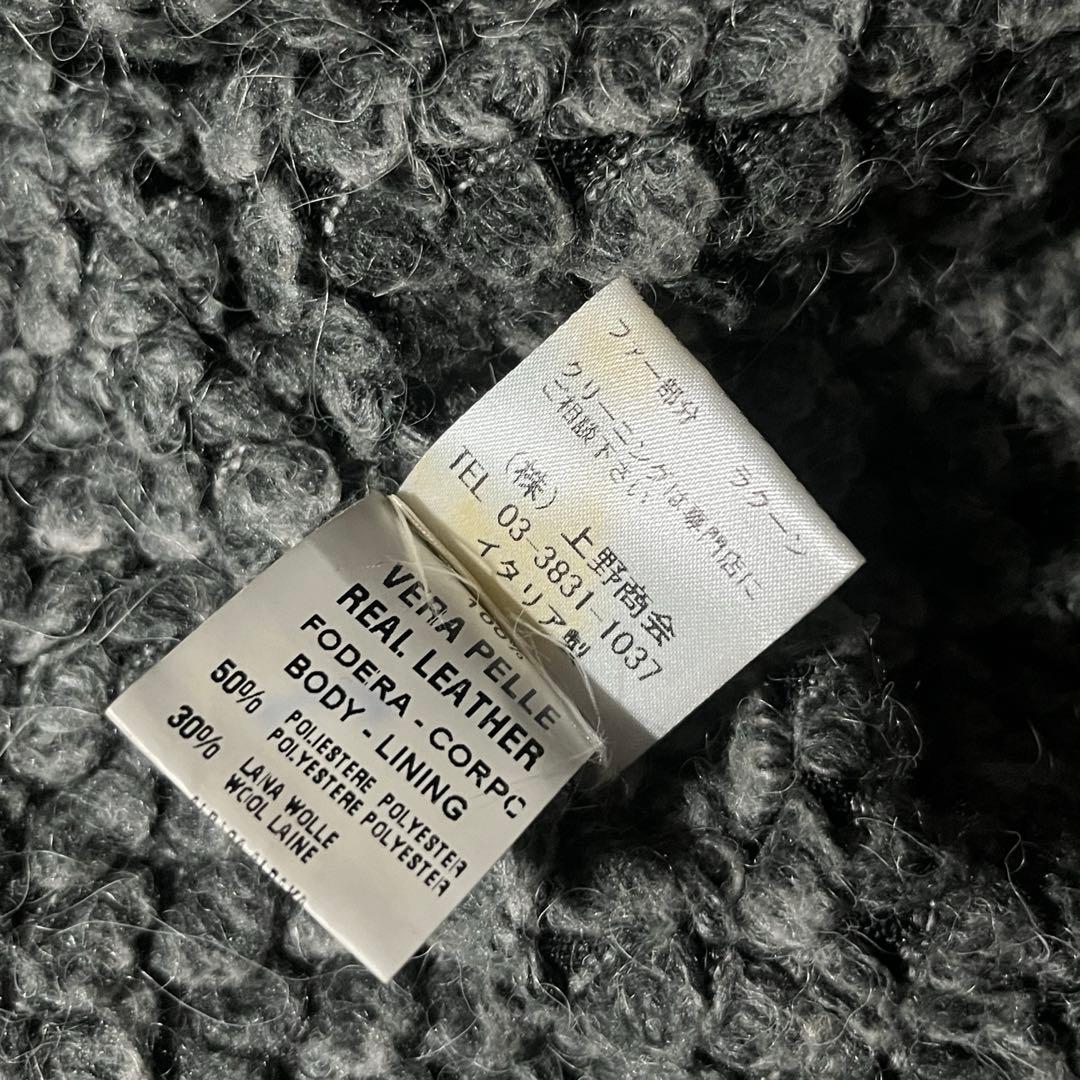 ファー部分 ラクーン
クリーニングは専門店に
ご相談下さい
(株) 上野商会
TEL 03-3831-1037
イタリア製
100%
VERA PELLE
REAL LEATHER
FODERA - CORPO
BODY - LINING
50% POLIESTERE POLYESTER
POLYESTERE POLYESTER
30% LANA WOLLE
WOOL LAINE